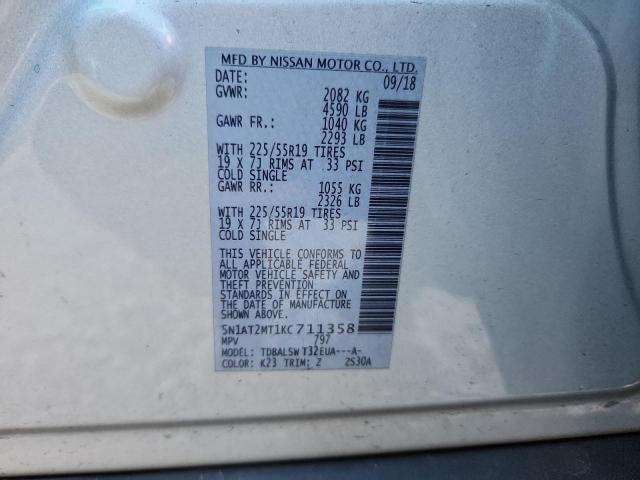 MFD BY NISSAN MOTOR CO., LTD.
DATE: 09/18
GVWR: 2082 KG
4590 LB
GAWR FR.: 1040 KG
2293 LB
WITH 225/55R19 TIRES
19 X 7J RIMS AT 33 PSI
COLD SINGLE
GAWR RR.: 1055 KG
2326 LB
WITH 225/55R19 TIRES
19 X 7J RIMS AT 33 PSI
COLD SINGLE
THIS VEHICLE CONFORMS TO
ALL APPLICABLE FEDERAL
MOTOR VEHICLE SAFETY AND
THEFT PREVENTION
STANDARDS IN EFFECT ON
THE DATE OF MANUFACTURE
5N1AT2MT1KC711358
MPV 797
MODEL: TDBALSW T32EUA---A-
COLOR: K23 TRIM: Z 2S30A